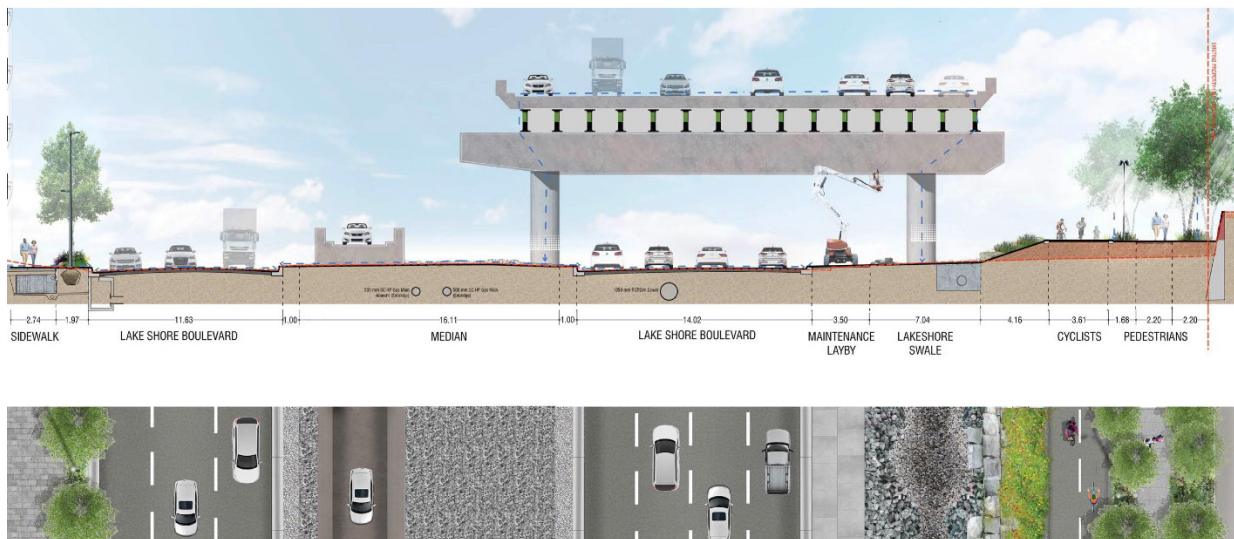 2.74
1.97
11.63
1.00
16.11
1.00
14.02
3.50
7.04
4.16
3.61
1.68
2.20
2.20
SIDEWALK
LAKE SHORE BOULEVARD
MEDIAN
LAKE SHORE BOULEVARD
MAINTENANCE
LAYBY
LAKESHORE
SWALE
CYCLISTS
PEDESTRIANS